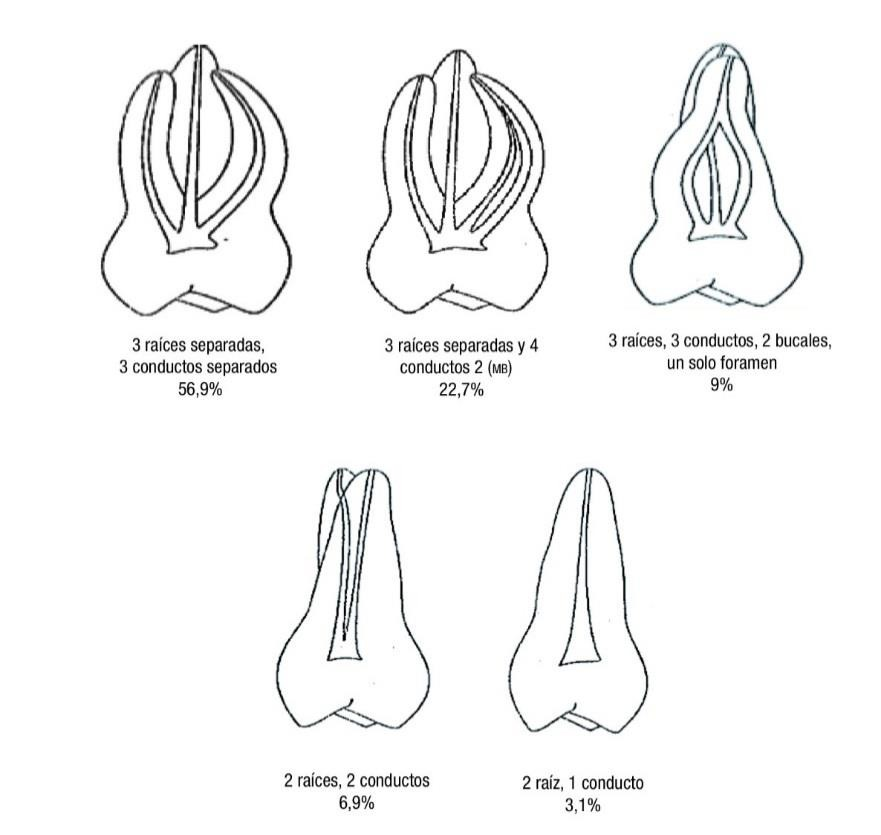 3 raíces separadas,
3 conductos separados
56,9%
3 raíces separadas y 4
conductos 2 (MB)
22,7%
3 raíces, 3 conductos, 2 bucales,
un solo foramen
9%
2 raíces, 2 conductos
6,9%
2 raíz, 1 conducto
3,1%